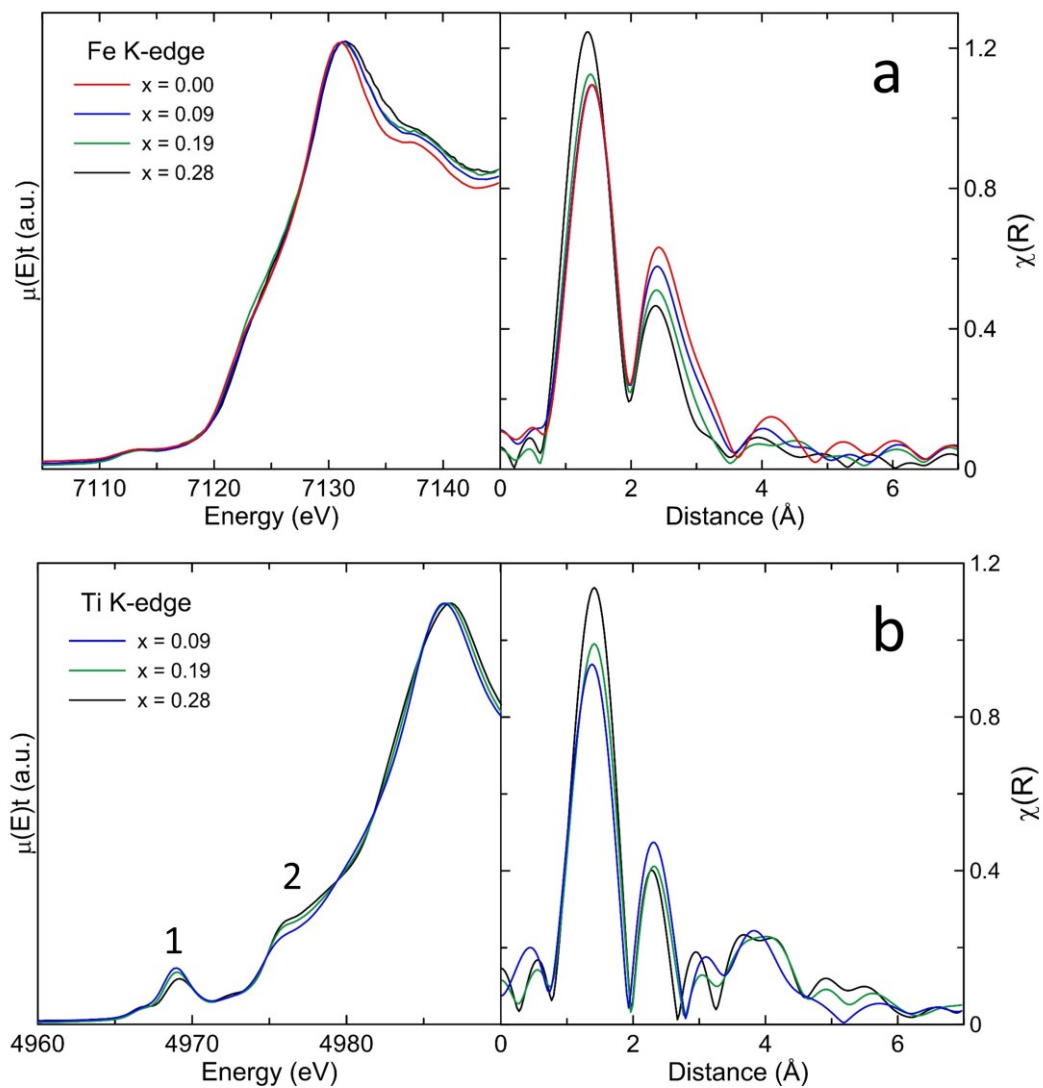 Fe K-edge
x = 0.00
x = 0.09
x = 0.19
x = 0.28
a
1.2
0.8
0.4
0
μ(E)t (a.u.)
χ(R)
7110 7120 7130 7140 0 2 4 6
Energy (eV) Distance (Å)
Ti K-edge
x = 0.09
x = 0.19
x = 0.28
b
1
2
1.2
0.8
0.4
0
μ(E)t (a.u.)
χ(R)
4960 4970 4980 0 2 4 6
Energy (eV) Distance (Å)